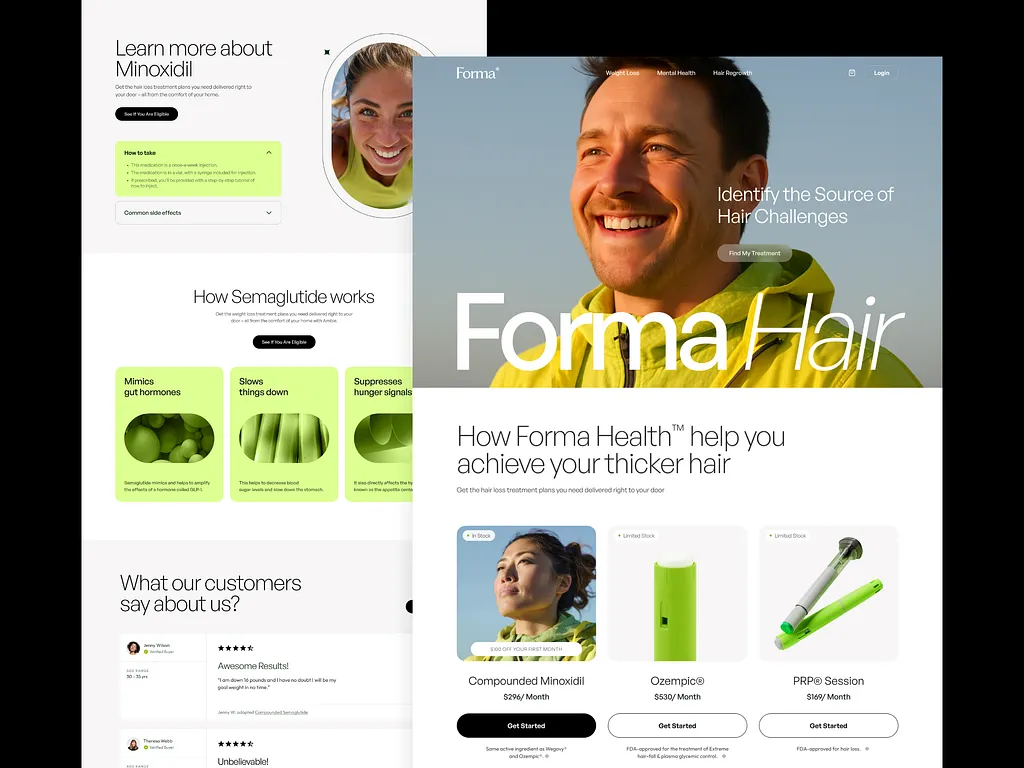 Learn more about
Minoxidil
Get the hair loss treatment plans you need delivered right to
your door – all from the comfort of your home.
See If You Are Eligible
How to take
This medication is a once-a-week injection.
The medication is in a vial, with a syringe included for injection.
If prescribed, you'll be provided with a step-by-step tutorial of
how to inject.
Common side effects
How Semaglutide works
Get the weight loss treatment plans you need delivered right to your
door – all from the comfort of your home with
See If You Are Eligible
Mimics
gut hormones
Semaglutide mimics and helps to amplify
the effects of a hormone called GLP-1.
Slows
things down
This helps to decrease blood
sugar levels and slow down the stomach.
Suppresses
hunger signals
It also directly affects the
known as the appetite
What our customers
say about us?
Jenny Wilson
Verified Buyer
AGE RANGE
30 - 35 yrs
Awesome Results!
"I am down 16 pounds and I have no doubt I will be my
goal weight in no time."
Jenny W. adopted Compounded Semaglutide
Theresa Webb
Verified Buyer
AGE RANGE
Unbelievable!
Forma®
Weight Loss
Mental Health
Hair Regrowth
Login
Identify the Source of
Hair Challenges
Find My Treatment
Forma Hair
How Forma Health™ help you
achieve your thicker hair
Get the hair loss treatment plans you need delivered right to your door
In Stock
$100 OFF YOUR FIRST MONTH
Compounded Minoxidil
$296/ Month
Get Started
Same active ingredient as Wegovy®
and Ozempic®.
Limited Stock
Ozempic®
$530/ Month
Get Started
FDA-approved for the treatment of Extreme
hair-fall & plasma glycemic control.
Limited Stock
PRP® Session
$169/ Month
Get Started
FDA-approved for hair loss.